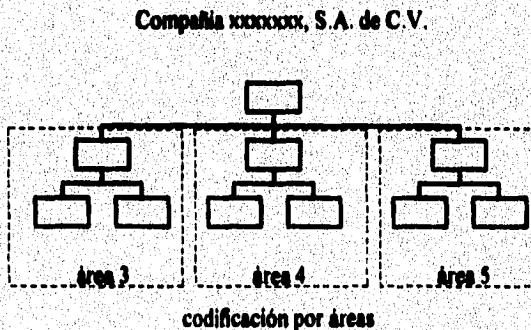 Compañía xxxxxxx, S.A. de C.V.
área 3
área 4
área 5
codificación por áreas